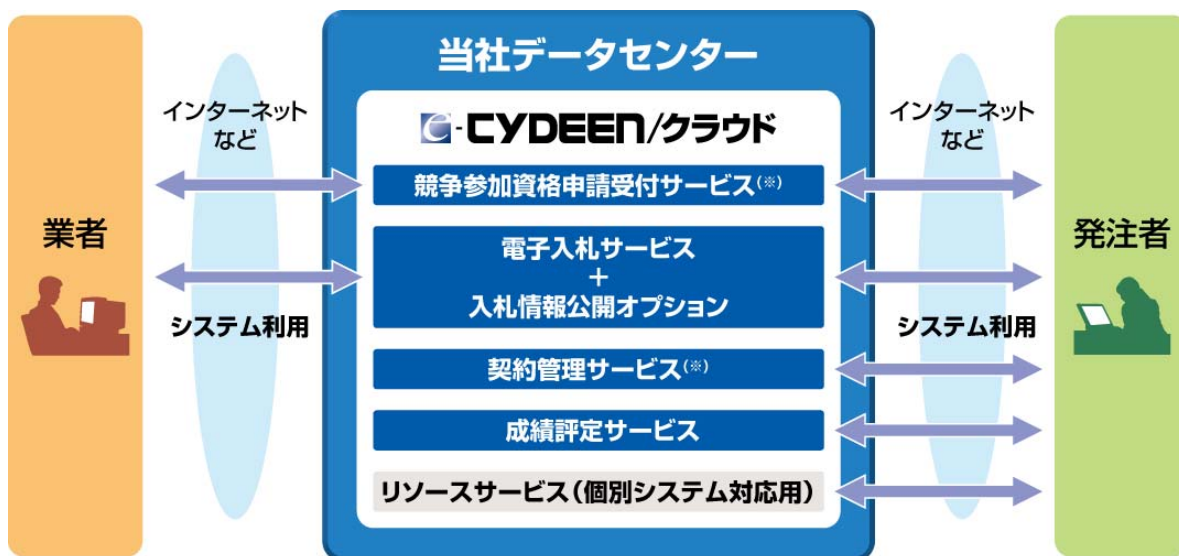 当社データセンター
e-CYDEEN/クラウド
インターネット
など
インターネット
など
競争参加資格申請受付サービス(※)
業者
電子入札サービス
+
入札情報公開オプション
発注者
システム利用
システム利用
契約管理サービス(※)
成績評定サービス
リソースサービス(個別システム対応用)